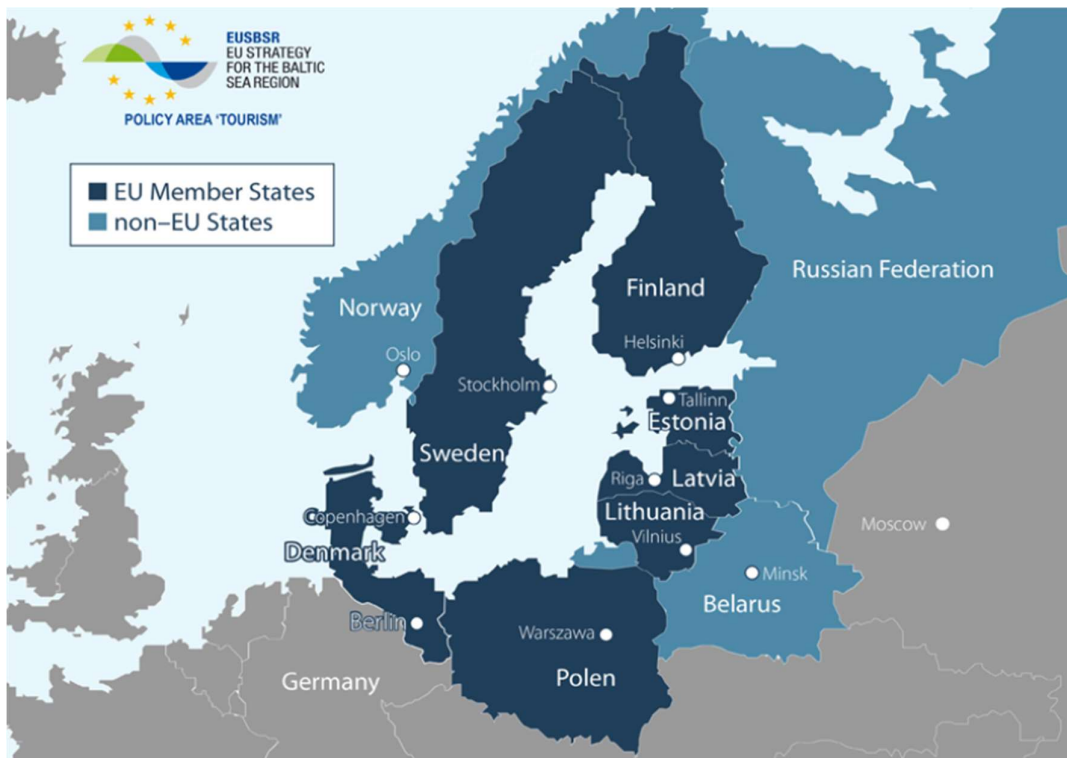 EUSBSR
EU STRATEGY
FOR THE BALTIC
SEA REGION
POLICY AREA 'TOURISM'
EU Member States
non–EU States
Norway
Oslo
Stockholm
Sweden
Finland
Helsinki
Russian Federation
Tallinn
Estonia
Riga
Latvia
Lithuania
Vilnius
Copenhagen
Denmark
Moscow
Minsk
Belarus
Berlin
Warszawa
Polen
Germany